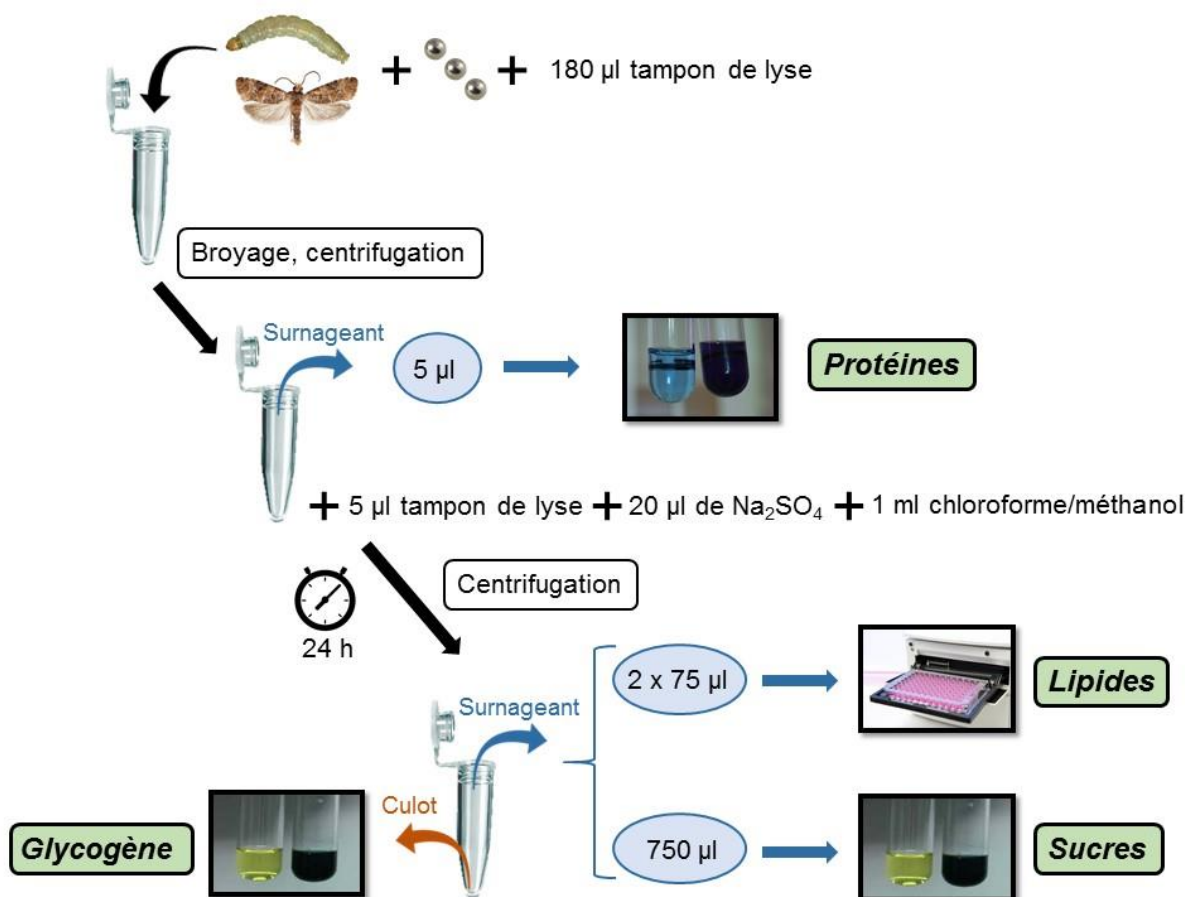 + + 180 µl tampon de lyse
Broyage, centrifugation
Surnageant
5 µl
Protéines
+ 5 µl tampon de lyse + 20 µl de Na₂SO₄ + 1 ml chloroforme/méthanol
Centrifugation
24 h
2 x 75 µl
Lipides
Surnageant
Culot
Glycogène
750 µl
Sucres